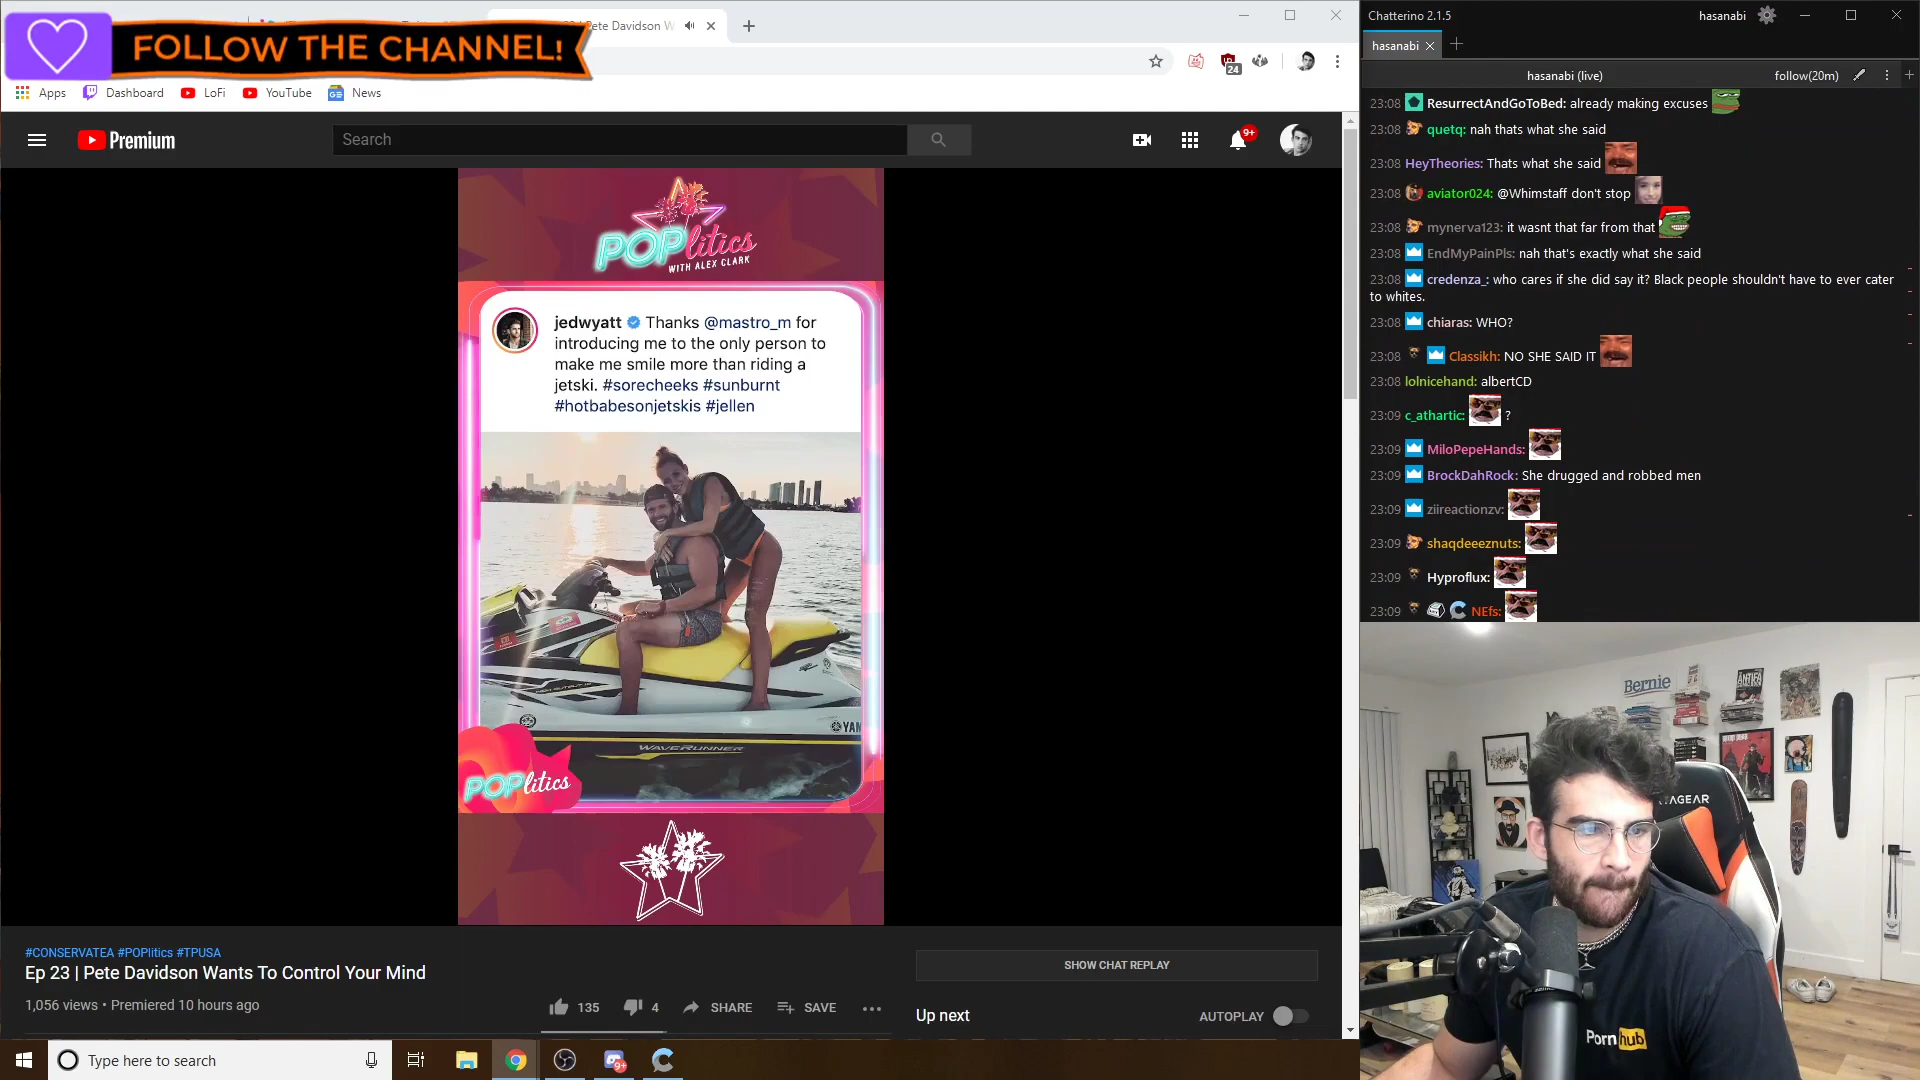 Pete Davidson W
FOLLOW THE CHANNEL!
24
Apps
Dashboard
LoFi
YouTube
News
Premium
Search
9+
POPlitics
WITH ALEX CLARK
jedwyatt Thanks @mastro_m for
introducing me to the only person to
make me smile more than riding a
jetski. #sorecheeks #sunburnt
#hotbabesonjetskis #jellen
YAM
WAVERUNNER
POPlitics
#CONSERVATEA #POPlitics #TPUSA
Ep 23 | Pete Davidson Wants To Control Your Mind
1,056 views • Premiered 10 hours ago
135
4
SHARE
SAVE
SHOW CHAT REPLAY
Up next
AUTOPLAY
Type here to search
9+
Chatterino 2.1.5
hasanabi
hasanabi
hasanabi (live)
follow(20m)
23:08 ResurrectAndGoToBed: already making excuses
23:08 quetq: nah thats what she said
23:08 HeyTheories: Thats what she said
23:08 aviator024: @Whimstaff don't stop
23:08 mynerva123: it wasnt that far from that
23:08 EndMyPainPls: nah that's exactly what she said
23:08 credenza_: who cares if she did say it? Black people shouldn't have to ever cater
to whites.
23:08 chiaras: WHO?
23:08 Classikh: NO SHE SAID IT
23:08 lolnicehand: albertCD
23:09 c_athartic: ?
23:09 MiloPepeHands:
23:09 BrockDahRock: She drugged and robbed men
23:09 ziireactionzv:
23:09 shaqdeeeznuts:
23:09 Hyproflux:
23:09 NEfs:
Bernie
ANTIFA
TAGEAR
Porn hub